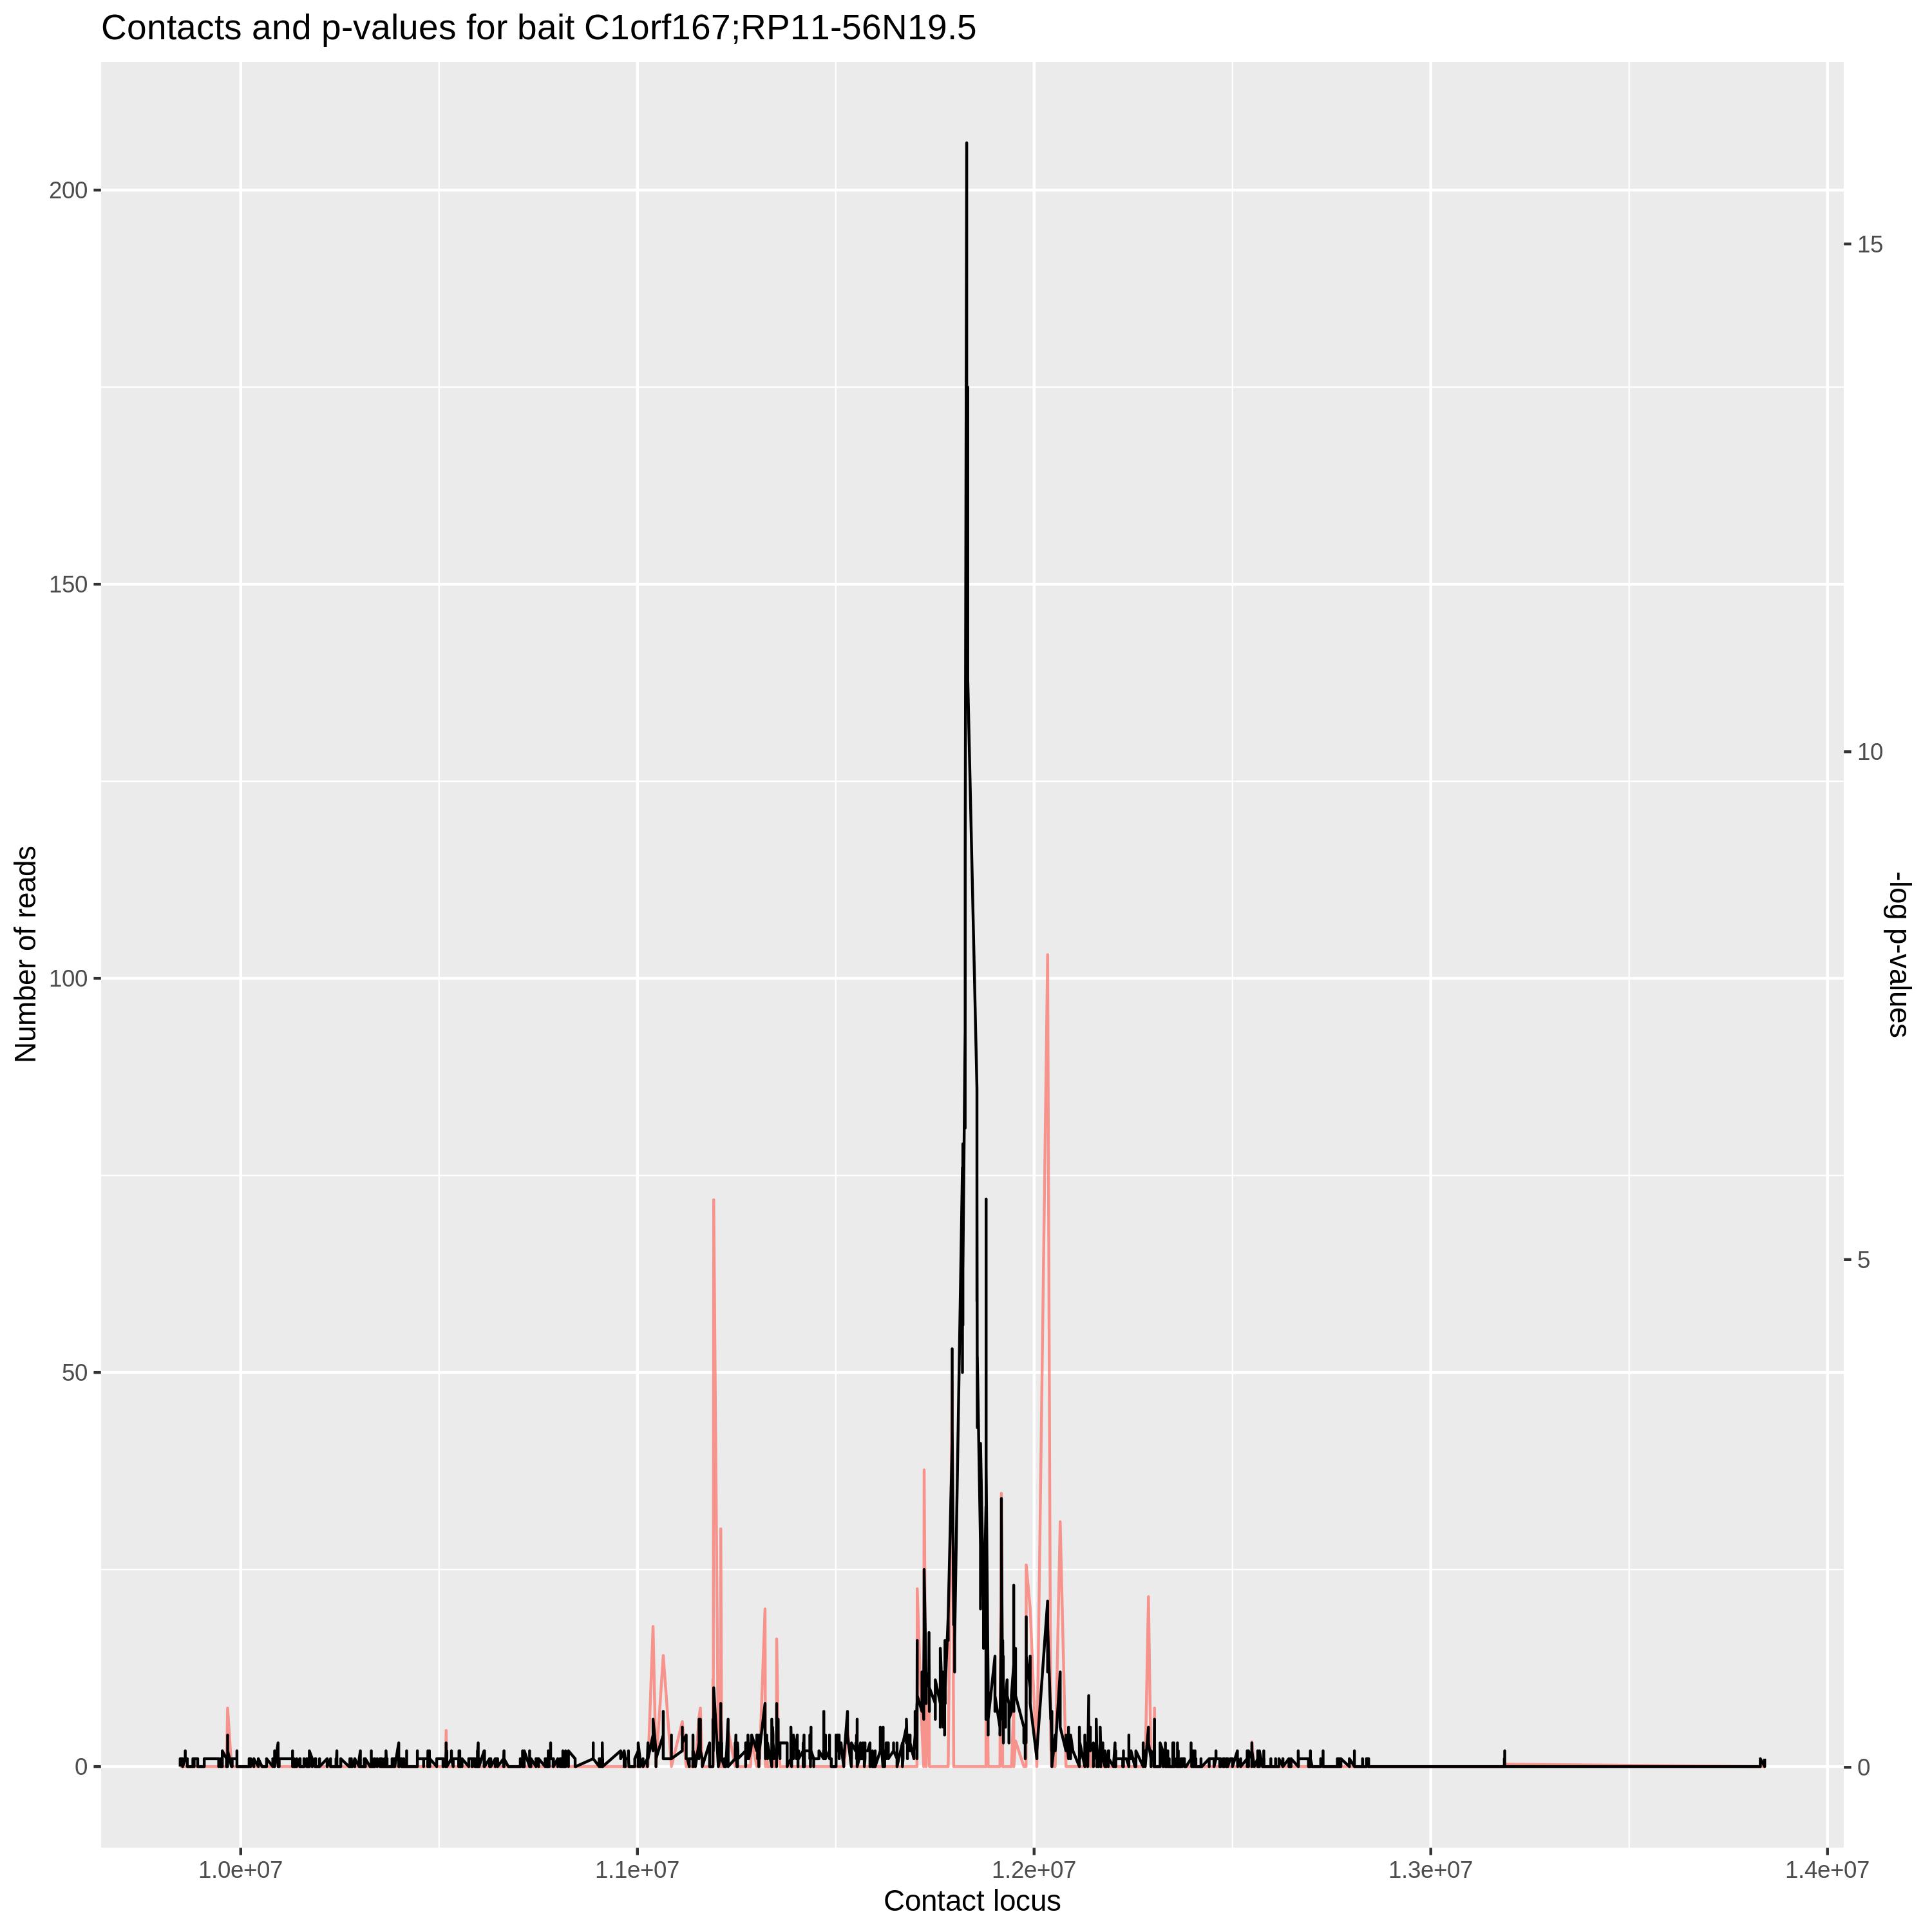 Contacts and p-values for bait C1orf167;RP11-56N19.5
200
150
100
50
0
Number of reads
15
10
5
0
-log p-values
1.0e+07
1.1e+07
1.2e+07
1.3e+07
1.4e+07
Contact locus